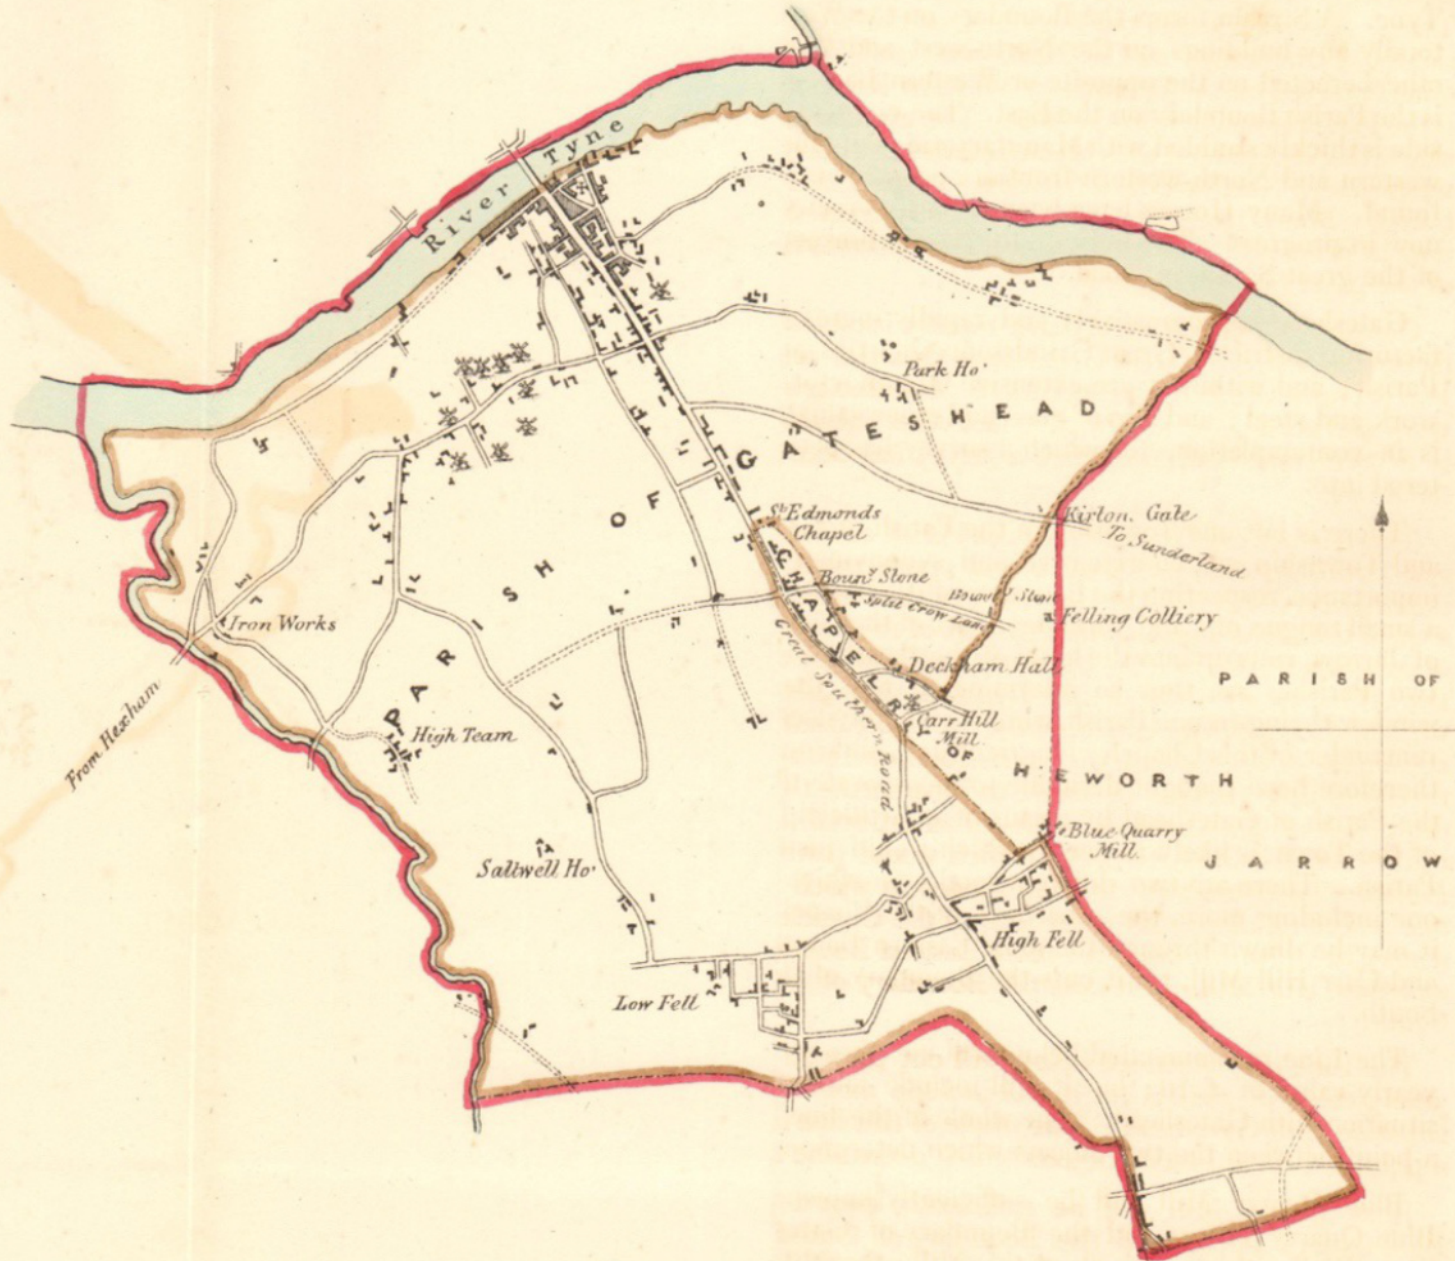 River Tyne
Park Ho.
PARISH OF GATESHEAD
St. Edmonds
Chapel
Kirton Gate
To Sunderland
Boun.y Stone
Bound.y Stone
Split Crow Lane
Felling Colliery
Iron Works
CHAPELRY OF HEWORTH
Great Southern Road
Deckham Hall
PARISH OF
JARROW
From Hexham
High Team
Carr Hill
Mill
Blue Quarry
Mill
Saltwell Ho.
High Fell
Low Fell